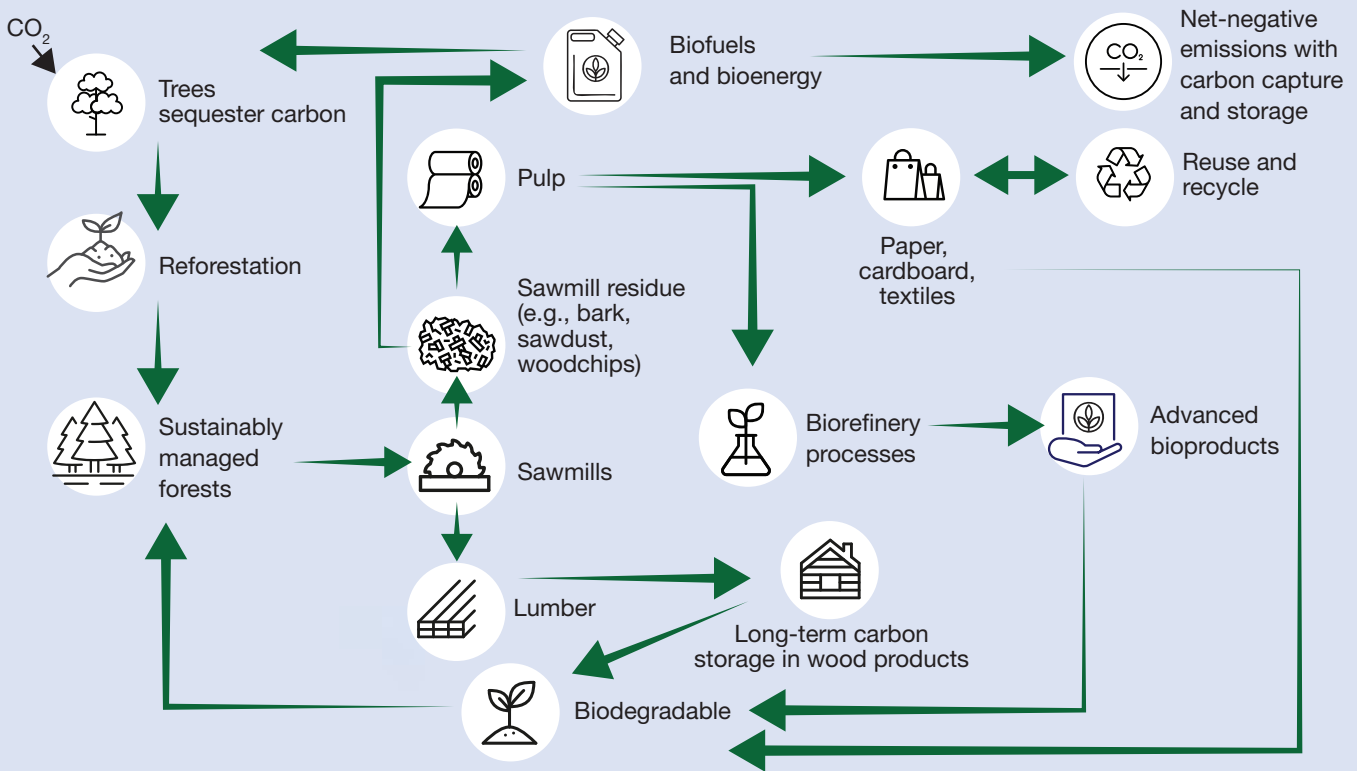 CO2
Trees
sequester carbon
Biofuels
and bioenergy
CO2
Net-negative
emissions with
carbon capture
and storage
Pulp
Paper,
cardboard,
textiles
Reuse and
recycle
Reforestation
Sawmill residue
(e.g., bark,
sawdust,
woodchips)
Sustainably
managed
forests
Sawmills
Biorefinery
processes
Advanced
bioproducts
Lumber
Long-term carbon
storage in wood products
Biodegradable